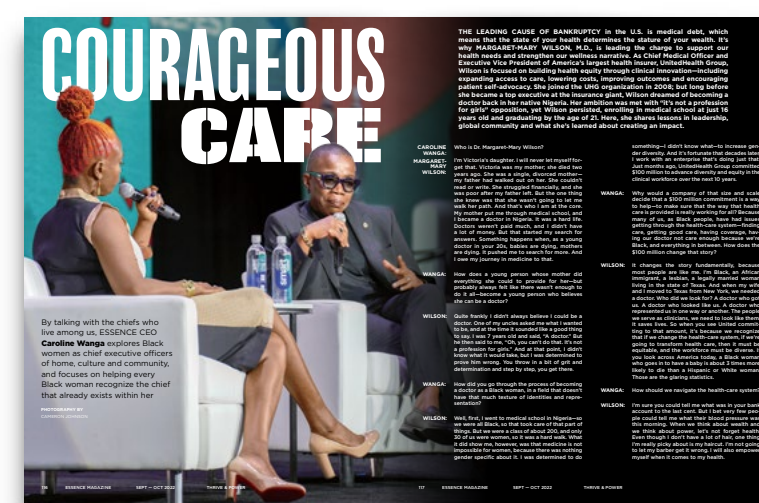 COURAGEOUS
CARE
By talking with the chiefs who
live among us, ESSENCE CEO
Caroline Wanga explores Black
women as chief executive officers
of home, culture and community,
and focuses on helping every
Black woman recognize the chief
that already exists within her
PHOTOGRAPHY BY
CAMERON JOHNSON
116 ESSENCE MAGAZINE SEPT — OCT 2022 THRIVE & POWER
THE LEADING CAUSE OF BANKRUPTCY in the U.S. is medical debt, which
means that the state of your health determines the stature of your wealth. It's
why MARGARET-MARY WILSON, M.D., is leading the charge to support our
health needs and strengthen our wellness narrative. As Chief Medical Officer and
Executive Vice President of America's largest health insurer, UnitedHealth Group,
Wilson is focused on building health equity through clinical innovation—including
expanding access to care, lowering costs, improving outcomes and encouraging
patient self-advocacy. She joined the UHG organization in 2008; but long before
she became a top executive at the insurance giant, Wilson dreamed of becoming a
doctor back in her native Nigeria. Her ambition was met with "it's not a profession
for girls" opposition, yet Wilson persisted, enrolling in medical school at just 16
years old and graduating by the age of 21. Here, she shares lessons in leadership,
global community and what she's learned about creating an impact.
CAROLINE
WANGA:
Who is Dr. Margaret-Mary Wilson?
MARGARET-
MARY
WILSON:
I'm Victoria's daughter. I will never let myself for-
get that. Victoria was my mother; she died two
years ago. She was a single, divorced mother—
my father had walked out on her. She couldn't
read or write. She struggled financially, and she
was poor after my father left. But the one thing
she knew was that she wasn't going to let me
walk her path. And that's who I am at the core.
My mother put me through medical school, and
I became a doctor in Nigeria. It was a hard life.
Doctors weren't paid much, and I didn't have
a lot of money. But that started my search for
answers. Something happens when, as a young
doctor in your 20s, babies are dying, mothers
are dying. It pushed me to search for more. And
I owe my journey in medicine to that.
WANGA: How does a young person whose mother did
everything she could to provide for her—but
probably always felt like there wasn't enough to
do it all—become a young person who believes
she can be a doctor?
WILSON: Quite frankly I didn't always believe I could be a
doctor. One of my uncles asked me what I wanted
to be, and at the time it sounded like a good thing
to say. I was 7 years old and said, "A doctor." But
he then said to me, "Oh, you can't do that. It's not
a profession for girls." And at that point, I didn't
know what it would take, but I was determined to
prove him wrong. You throw in a bit of grit and
determination and step by step, you get there.
WANGA: How did you go through the process of becoming
a doctor as a Black woman, in a field that doesn't
have that much texture of identities and repre-
sentation?
WILSON: Well, first, I went to medical school in Nigeria—so
we were all Black, so that took care of that part of
things. But we were a class of about 200, and only
30 of us were women, so it was a hard walk. What
it did show me, however, was that medicine is not
impossible for women, because there was nothing
gender specific about it. I was determined to do
something—I didn't know what—to increase gen-
der diversity. And it's fortunate that decades later
I work with an enterprise that's doing just that.
Just months ago, UnitedHealth Group committed
$100 million to advance diversity and equity in the
clinical workforce over the next 10 years.
WANGA: Why would a company of that size and scale
decide that a $100 million commitment is a way
to help—to make sure that the way that health
care is provided is really working for all? Because
many of us, as Black people, have had issues
getting through the health-care system—finding
care, getting good care, having coverage, hav-
ing our doctor not care enough because we're
Black, and everything in between. How does the
$100 million change that story?
WILSON: It changes the story fundamentally, because
most people are like me. I'm Black, an African
immigrant, a lesbian, a legally married woman
living in the state of Texas. And when my wife
and I moved to Texas from New York, we needed
a doctor. Who did we look for? A doctor who got
us. A doctor who looked like us. A doctor who
represented us in one way or another. The people
we serve as clinicians, we need to look like them.
It saves lives. So when you see United commit-
ting to that amount, it's because we recognize
that if we change the health-care system, if we're
going to transform health care, then it must be
equitable, and the workforce must be diverse. If
you look across America today, a Black woman
who goes in to have a baby is about 3 times more
likely to die than a Hispanic or White woman.
Those are the glaring statistics.
WANGA: How should we navigate the health-care system?
WILSON: I'm sure you could tell me what was in your bank
account to the last cent. But I bet very few peo-
ple could tell me what their blood pressure was
this morning. When we think about wealth and
we think about power, let's not forget health.
Even though I don't have a lot of hair, one thing
I'm really picky about is my haircut. I'm not going
to let my barber get it wrong. I will also empower
myself when it comes to my health.
117 ESSENCE MAGAZINE SEPT — OCT 2022 THRIVE & POWER